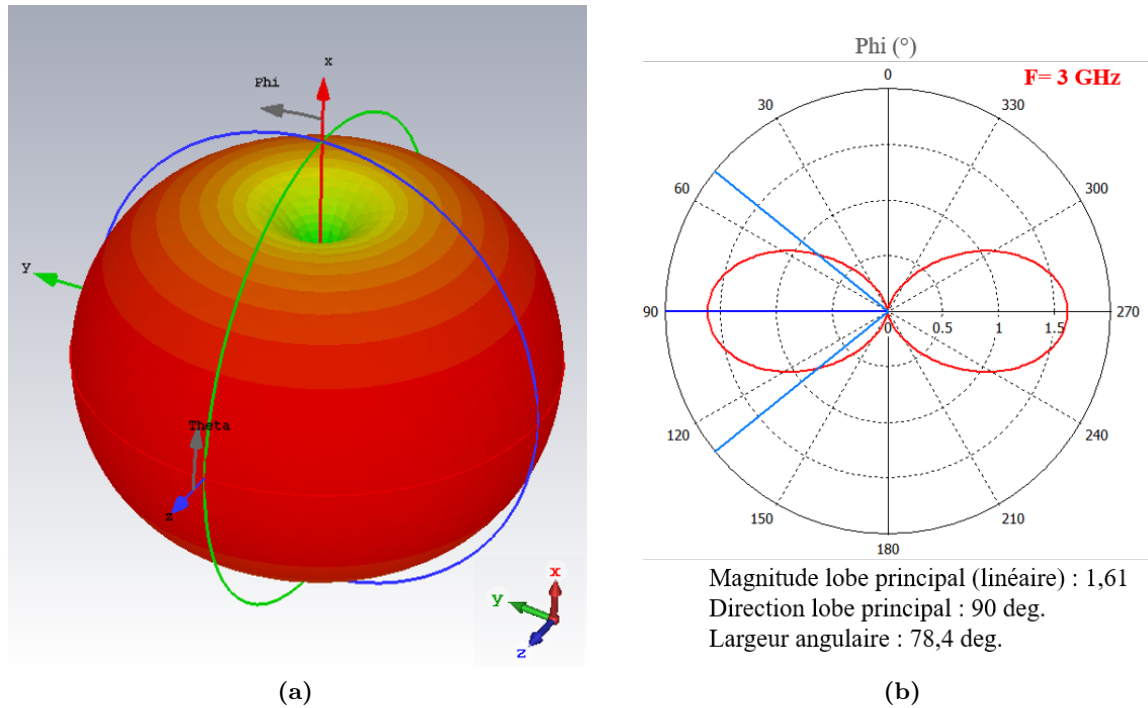 x
Phi
y
Theta
z
x
y
z
(a)
Phi (°)
F= 3 GHz
0
30
330
60
300
90
0
0.5
1
1.5
270
120
240
150
210
180
Magnitude lobe principal (linéaire) : 1,61
Direction lobe principal : 90 deg.
Largeur angulaire : 78,4 deg.
(b)